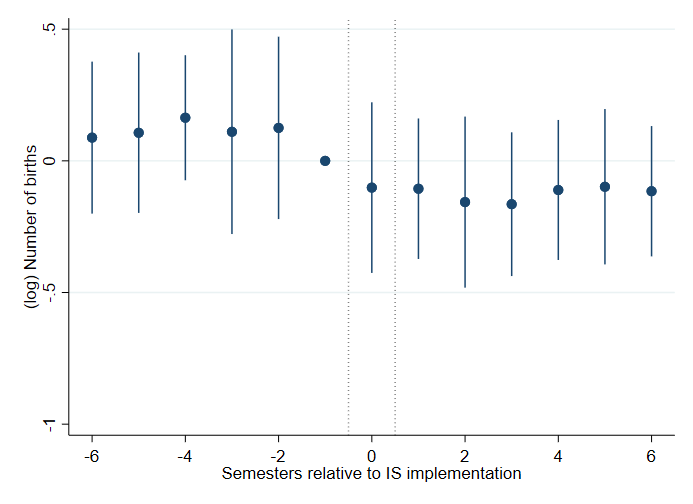 (log) Number of births
.5
0
-.5
-1
-6 -4 -2 0 2 4 6
Semesters relative to IS implementation